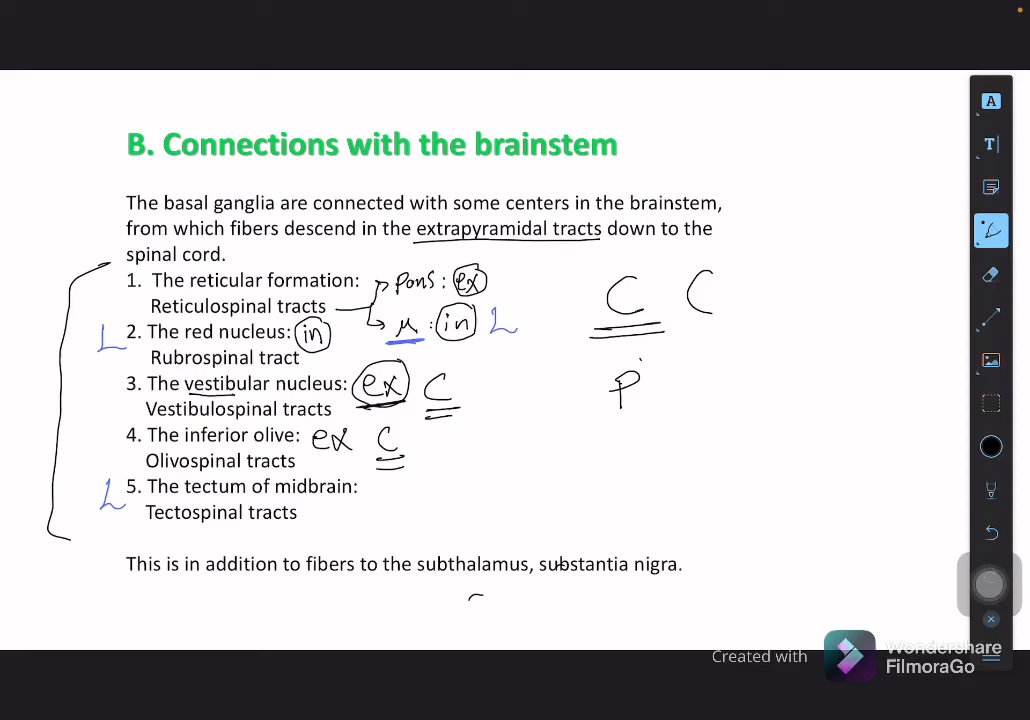 B. Connections with the brainstem
The basal ganglia are connected with some centers in the brainstem,
from which fibers descend in the extrapyramidal tracts down to the
spinal cord.
1. The reticular formation: pons : ex
Reticulospinal tracts μ : in L
L 2. The red nucleus: in
Rubrospinal tract
3. The vestibular nucleus: ex C
Vestibulospinal tracts
4. The inferior olive: ex C
Olivospinal tracts
L 5. The tectum of midbrain:
Tectospinal tracts
This is in addition to fibers to the subthalamus, substantia nigra.
C C
P
A
T
Created with Wondershare
FilmoraGo